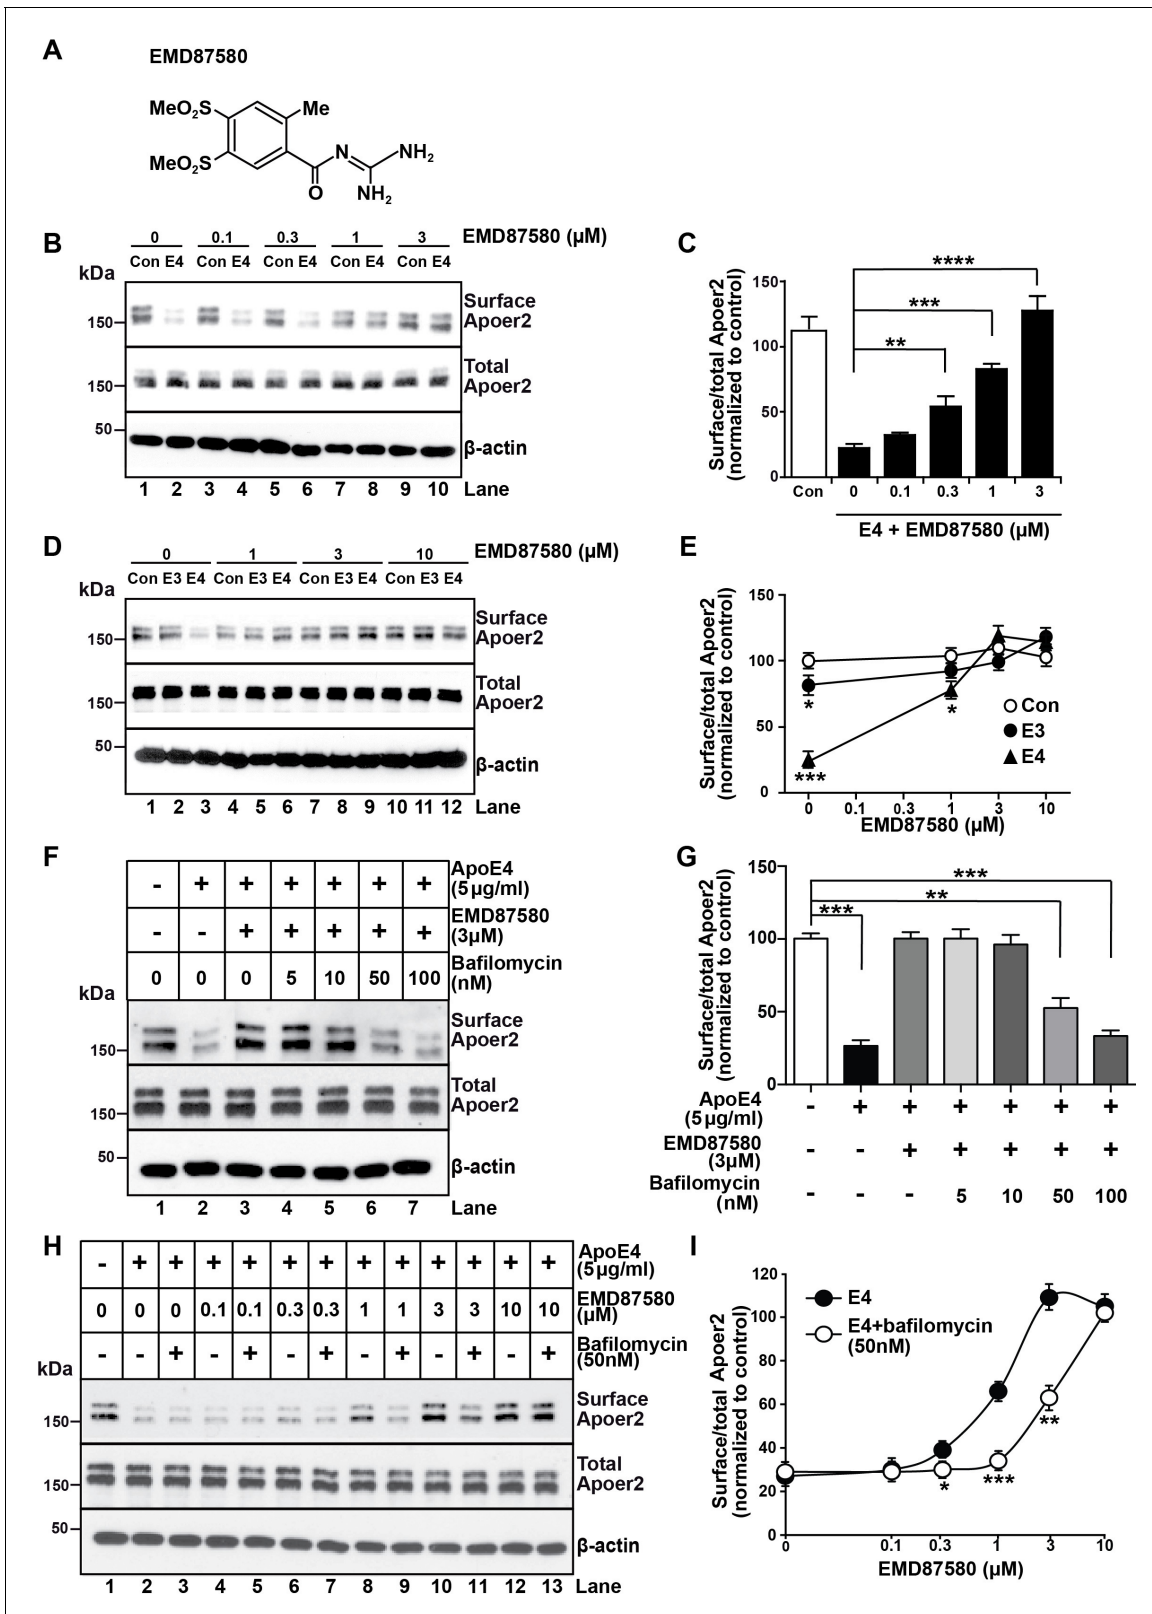 A
EMD87580
MeO2S
Me
MeO2S
N
NH2
O
NH2
B
0 0.1 0.3 1 3 EMD87580 (µM)
Con E4 Con E4 Con E4 Con E4 Con E4
kDa
Surface
150 Apoer2
Total
150 Apoer2
50
β-actin
1 2 3 4 5 6 7 8 9 10 Lane
C
Surface/total Apoer2
(normalized to control)
150
100
50
0
****
***
**
Con 0 0.1 0.3 1 3
E4 + EMD87580 (µM)
D
0 1 3 10 EMD87580 (µM)
Con E3 E4 Con E3 E4 Con E3 E4 Con E3 E4
kDa
Surface
150 Apoer2
Total
150 Apoer2
50
β-actin
1 2 3 4 5 6 7 8 9 10 11 12 Lane
E
Surface/total Apoer2
(normalized to control)
150
100
50
0
*
***
*
Con
E3
E4
0 0.1 0.3 1 3 10
EMD87580 (µM)
F
- + + + + + + ApoE4
(5µg/ml)
- - + + + + + EMD87580
(3µM)
0 0 0 5 10 50 100 Bafilomycin
(nM)
kDa
Surface
150 Apoer2
Total
150 Apoer2
50
β-actin
1 2 3 4 5 6 7 Lane
G
Surface/total Apoer2
(normalized to control)
150
100
50
0
***
**
***
ApoE4
(5µg/ml) - + + + + + +
EMD87580
(3µM) - - + + + + +
Bafilomycin
(nM) - - - 5 10 50 100
H
- + + + + + + + + + + + + ApoE4
(5µg/ml)
0 0 0 0.1 0.1 0.3 0.3 1 1 3 3 10 10 EMD87580
(µM)
- - + - + - + - + - + - + Bafilomycin
(50nM)
kDa
Surface
150 Apoer2
Total
150 Apoer2
50
β-actin
1 2 3 4 5 6 7 8 9 10 11 12 13 Lane
I
Surface/total Apoer2
(normalized to control)
120
100
80
60
40
20
0
E4
E4+bafilomycin
(50nM)
*
***
**
0 0.1 0.3 1 3 10
EMD87580 (µM)